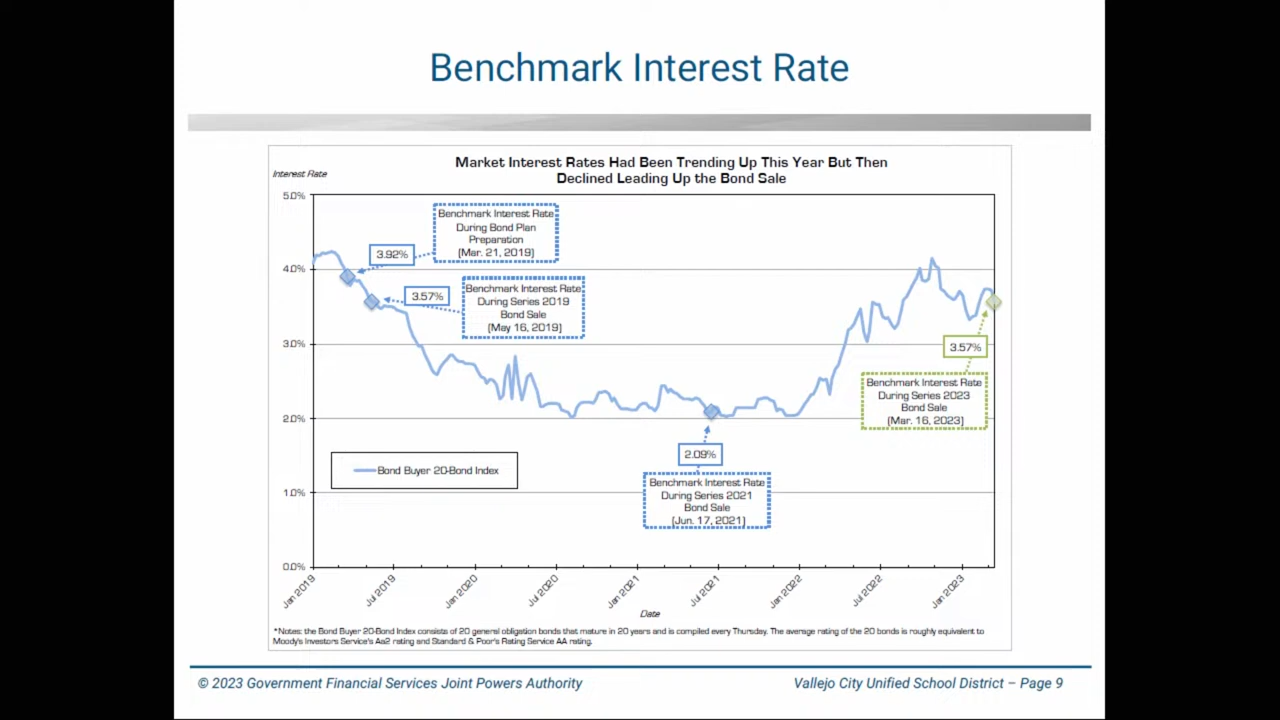 Benchmark Interest Rate
Market Interest Rates Had Been Trending Up This Year But Then
Declined Leading Up the Bond Sale
Interest Rate
5.0%
4.0%
3.0%
2.0%
1.0%
0.0%
Benchmark Interest Rate
During Bond Plan
Preparation
(Mar. 21, 2019)
3.92%
Benchmark Interest Rate
During Series 2019
Bond Sale
(May 16, 2019)
3.57%
3.57%
Benchmark Interest Rate
During Series 2023
Bond Sale
(Mar. 16, 2023)
2.09%
Benchmark Interest Rate
During Series 2021
Bond Sale
(Jun. 17, 2021)
Bond Buyer 20-Bond Index
Jan 2019
Jul 2019
Jan 2020
Jul 2020
Jan 2021
Jul 2021
Jan 2022
Jul 2022
Jan 2023
Date
*Notes: the Bond Buyer 20-Bond Index consists of 20 general obligation bonds that mature in 20 years and is compiled every Thursday. The average rating of the 20 bonds is roughly equivalent to
Moody's Investors Service's Aa2 rating and Standard & Poor's Rating Service AA rating.
© 2023 Government Financial Services Joint Powers Authority
Vallejo City Unified School District – Page 9